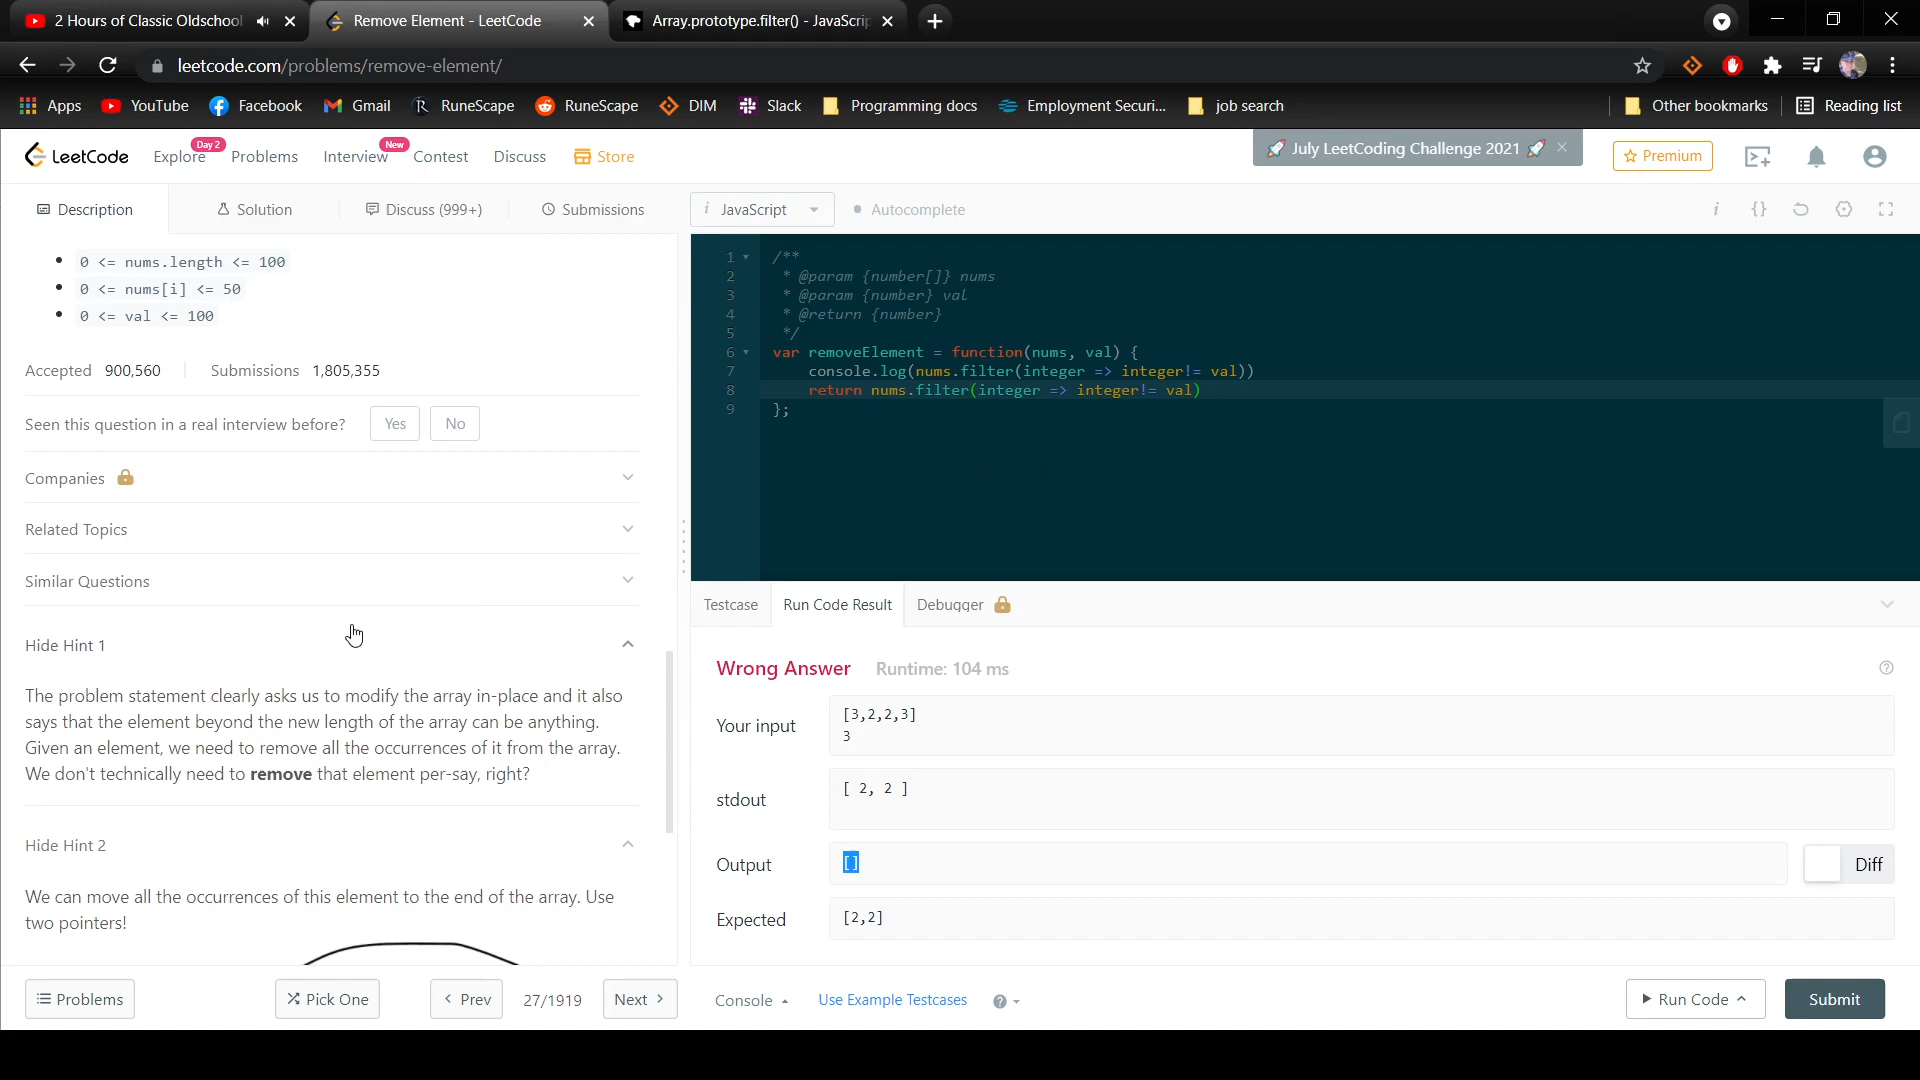 2 Hours of Classic Oldschool
Remove Element - LeetCode
Array.prototype.filter() - JavaScrip
leetcode.com/problems/remove-element/
Apps
YouTube
Facebook
Gmail
RuneScape
RuneScape
DIM
Slack
Programming docs
Employment Securi...
job search
Other bookmarks
Reading list
LeetCode
Explore
Day 2
Problems
Interview
New
Contest
Discuss
Store
🚀 July LeetCoding Challenge 2021 🚀
Premium
Description
Solution
Discuss (999+)
Submissions
i JavaScript
Autocomplete
0 <= nums.length <= 100
0 <= nums[i] <= 50
0 <= val <= 100
Accepted 900,560
Submissions 1,805,355
Seen this question in a real interview before?
Yes
No
Companies
Related Topics
Similar Questions
Hide Hint 1
The problem statement clearly asks us to modify the array in-place and it also
says that the element beyond the new length of the array can be anything.
Given an element, we need to remove all the occurrences of it from the array.
We don't technically need to remove that element per-say, right?
Hide Hint 2
We can move all the occurrences of this element to the end of the array. Use
two pointers!
Problems
Pick One
Prev
27/1919
Next
1 /**
2 * @param {number[]} nums
3 * @param {number} val
4 * @return {number}
5 */
6 var removeElement = function(nums, val) {
7 console.log(nums.filter(integer => integer!= val))
8 return nums.filter(integer => integer!= val)
9 };
Testcase
Run Code Result
Debugger
Wrong Answer
Runtime: 104 ms
Your input
[3,2,2,3]
3
stdout
[ 2, 2 ]
Output
[]
Diff
Expected
[2,2]
Console
Use Example Testcases
Run Code
Submit